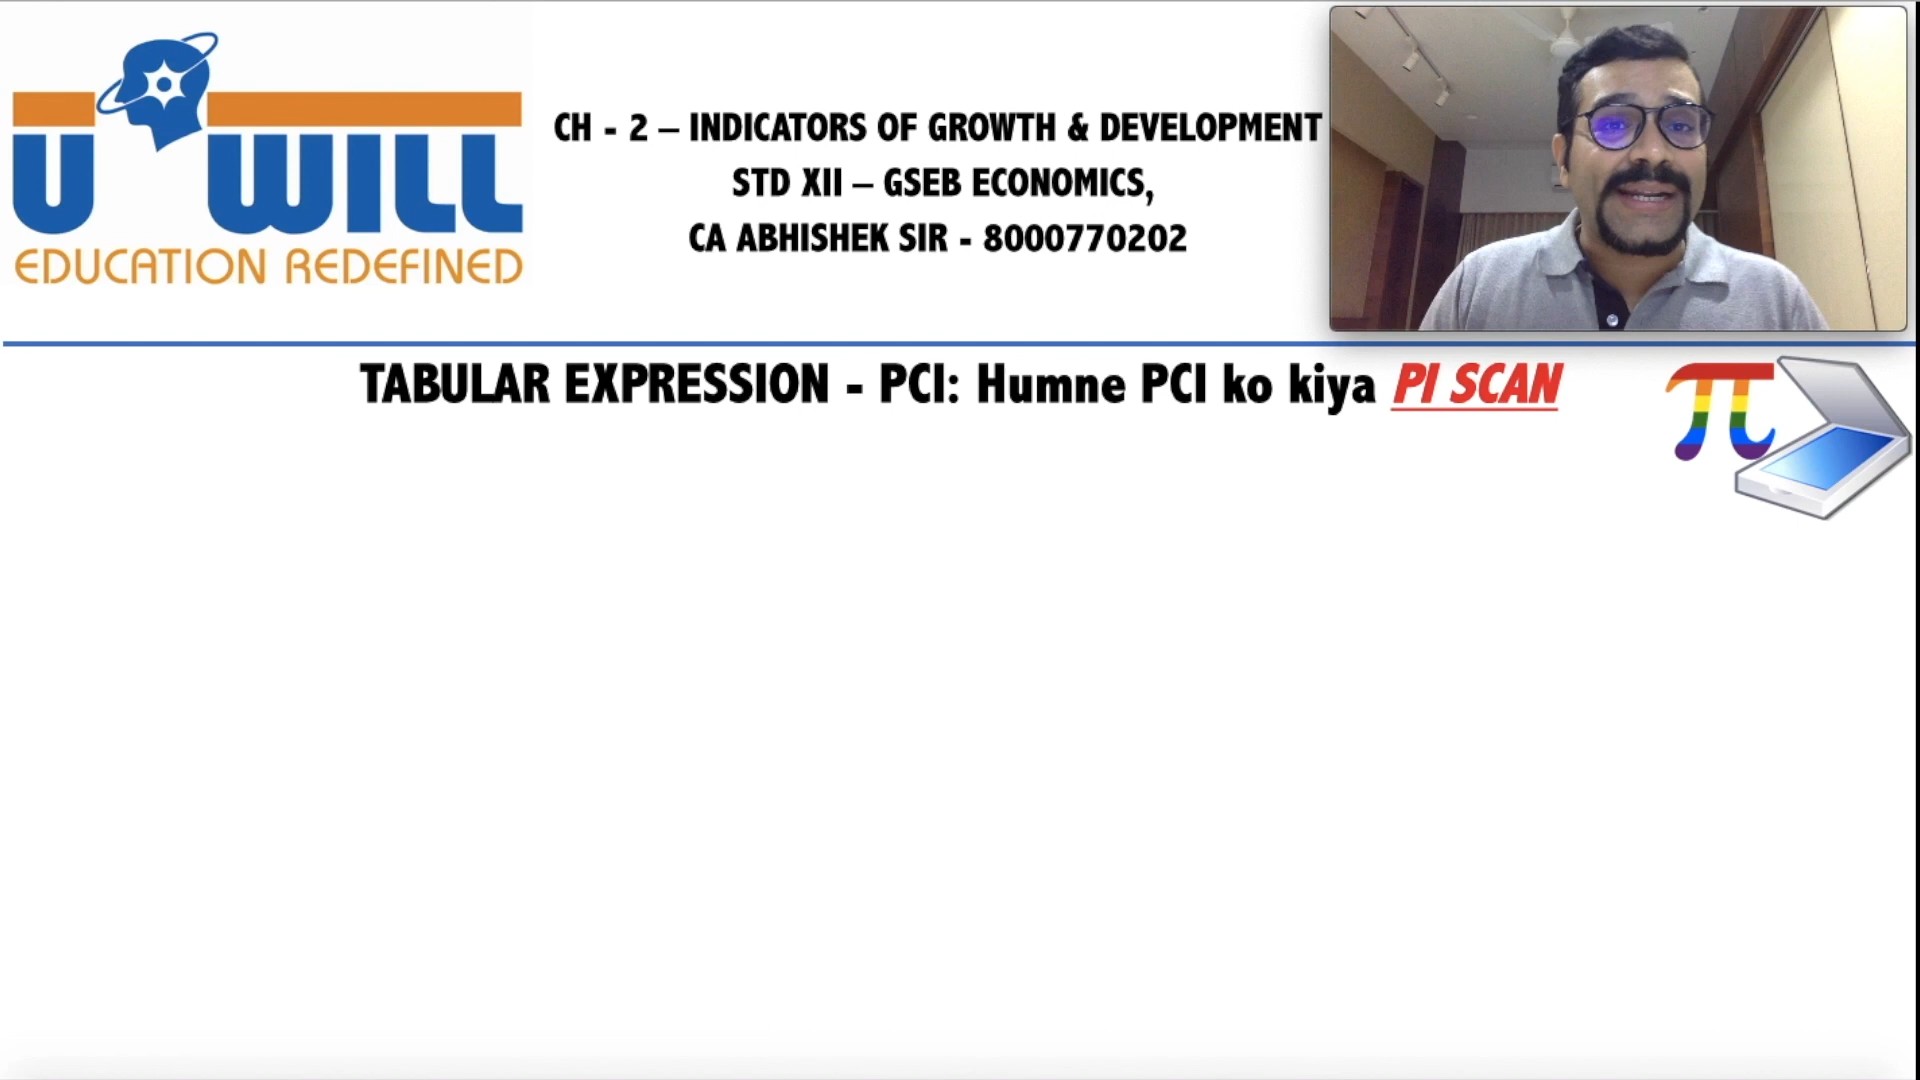 U WILL
EDUCATION REDEFINED
CH - 2 – INDICATORS OF GROWTH & DEVELOPMENT
STD XII – GSEB ECONOMICS,
CA ABHISHEK SIR - 8000770202
TABULAR EXPRESSION - PCI: Humne PCI ko kiya PI SCAN
π